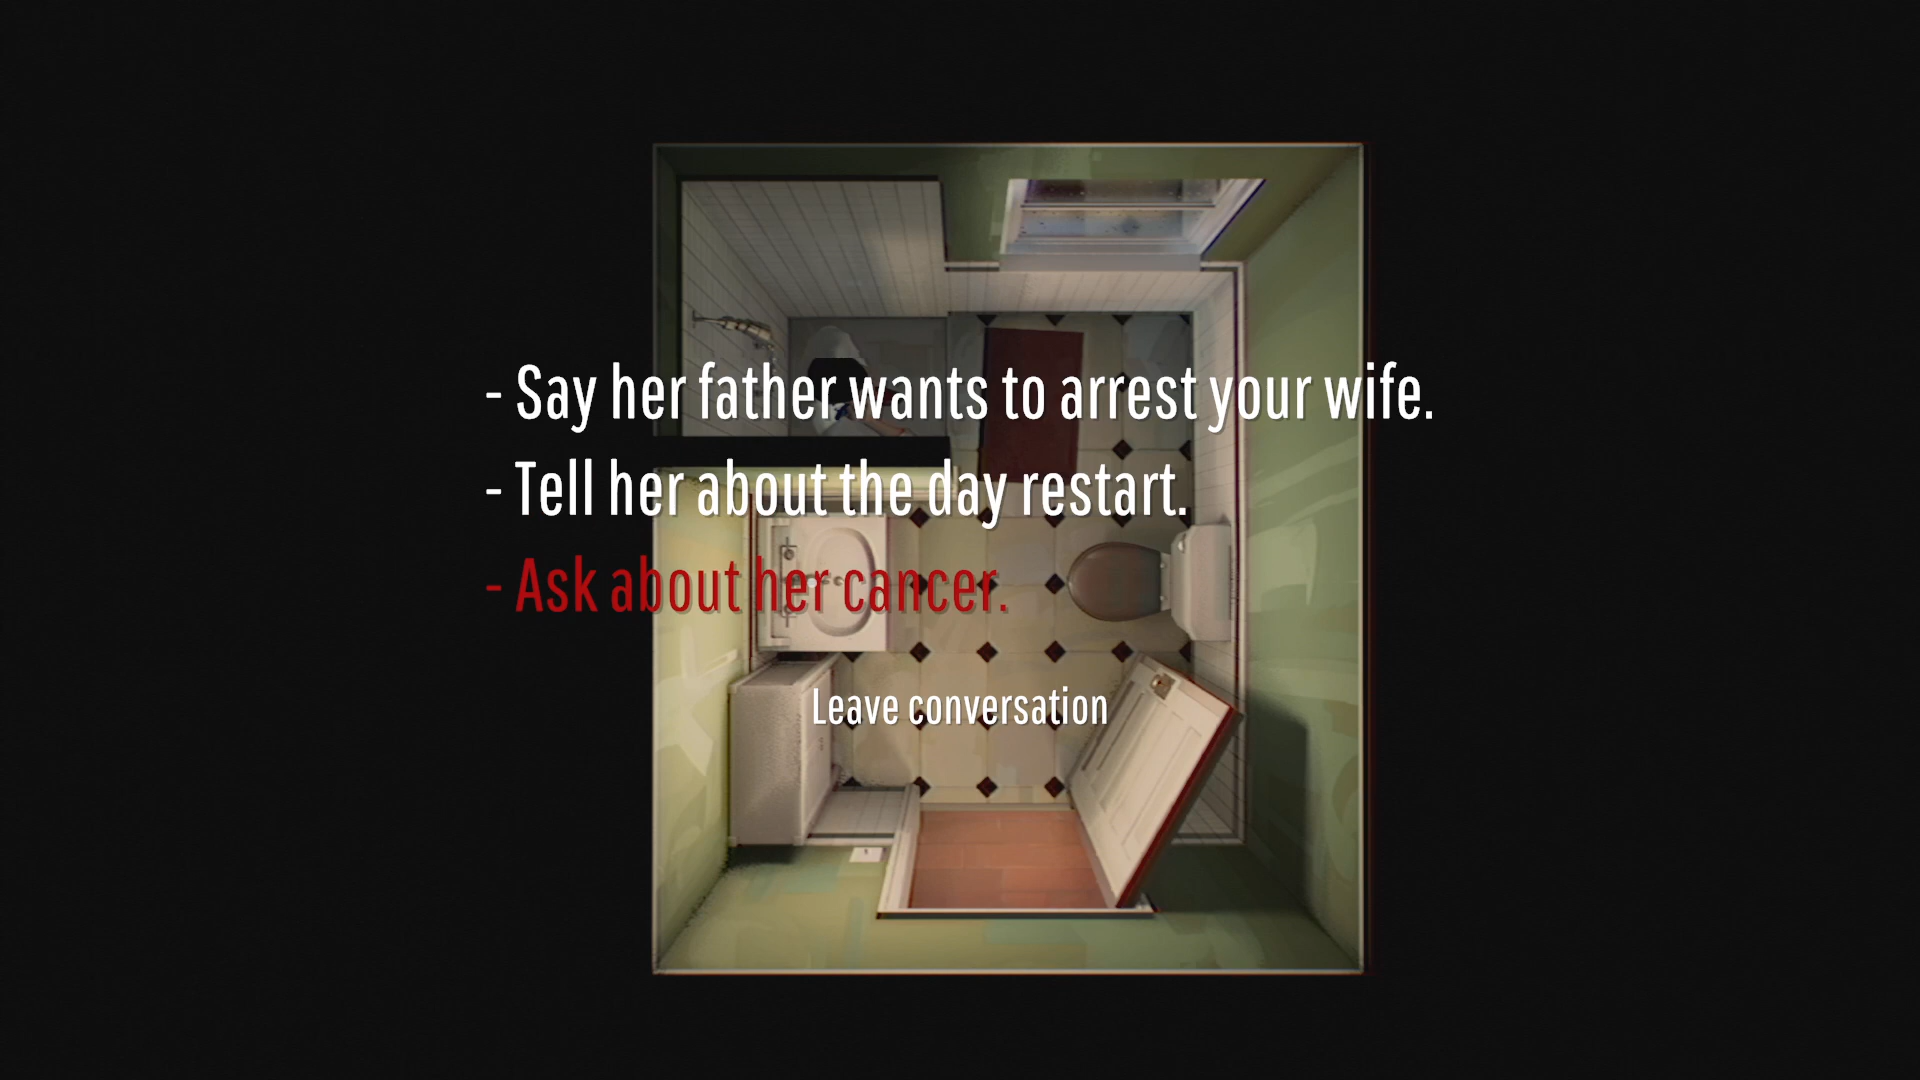 - Say her father wants to arrest your wife.
- Tell her about the day restart.
- Ask about her cancer.
Leave conversation